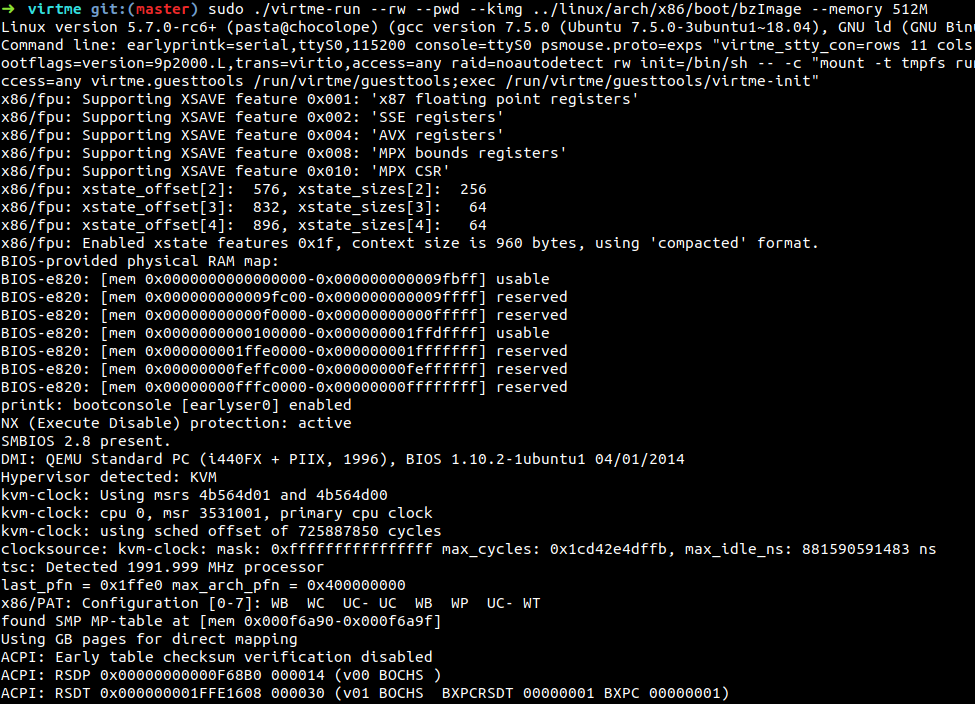 ➜  virtme git:(master) sudo ./virtme-run --rw --pwd --kimg ../linux/arch/x86/boot/bzImage --memory 512M
Linux version 5.7.0-rc6+ (pasta@chocolope) (gcc version 7.5.0 (Ubuntu 7.5.0-3ubuntu1~18.04), GNU ld (GNU Bin
Command line: earlyprintk=serial,ttyS0,115200 console=ttyS0 psmouse.proto=exps "virtme_stty_con=rows 11 cols
ootflags=version=9p2000.L,trans=virtio,access=any raid=noautodetect rw init=/bin/sh -- -c "mount -t tmpfs run
ccess=any virtme.guesttools /run/virtme/guesttools;exec /run/virtme/guesttools/virtme-init"
x86/fpu: Supporting XSAVE feature 0x001: 'x87 floating point registers'
x86/fpu: Supporting XSAVE feature 0x002: 'SSE registers'
x86/fpu: Supporting XSAVE feature 0x004: 'AVX registers'
x86/fpu: Supporting XSAVE feature 0x008: 'MPX bounds registers'
x86/fpu: Supporting XSAVE feature 0x010: 'MPX CSR'
x86/fpu: xstate_offset[2]:  576, xstate_sizes[2]:  256
x86/fpu: xstate_offset[3]:  832, xstate_sizes[3]:   64
x86/fpu: xstate_offset[4]:  896, xstate_sizes[4]:   64
x86/fpu: Enabled xstate features 0x1f, context size is 960 bytes, using 'compacted' format.
BIOS-provided physical RAM map:
BIOS-e820: [mem 0x0000000000000000-0x000000000009fbff] usable
BIOS-e820: [mem 0x000000000009fc00-0x000000000009ffff] reserved
BIOS-e820: [mem 0x00000000000f0000-0x00000000000fffff] reserved
BIOS-e820: [mem 0x0000000000100000-0x000000001ffdffff] usable
BIOS-e820: [mem 0x000000001ffe0000-0x000000001fffffff] reserved
BIOS-e820: [mem 0x00000000feffc000-0x00000000feffffff] reserved
BIOS-e820: [mem 0x00000000fffc0000-0x00000000ffffffff] reserved
printk: bootconsole [earlyser0] enabled
NX (Execute Disable) protection: active
SMBIOS 2.8 present.
DMI: QEMU Standard PC (i440FX + PIIX, 1996), BIOS 1.10.2-1ubuntu1 04/01/2014
Hypervisor detected: KVM
kvm-clock: Using msrs 4b564d01 and 4b564d00
kvm-clock: cpu 0, msr 3531001, primary cpu clock
kvm-clock: using sched offset of 725887850 cycles
clocksource: kvm-clock: mask: 0xffffffffffffffff max_cycles: 0x1cd42e4dffb, max_idle_ns: 881590591483 ns
tsc: Detected 1991.999 MHz processor
last_pfn = 0x1ffe0 max_arch_pfn = 0x400000000
x86/PAT: Configuration [0-7]: WB  WC  UC- UC  WB  WP  UC- WT
found SMP MP-table at [mem 0x000f6a90-0x000f6a9f]
Using GB pages for direct mapping
ACPI: Early table checksum verification disabled
ACPI: RSDP 0x00000000000F68B0 000014 (v00 BOCHS )
ACPI: RSDT 0x000000001FFE1608 000030 (v01 BOCHS  BXPCRSDT 00000001 BXPC 00000001)